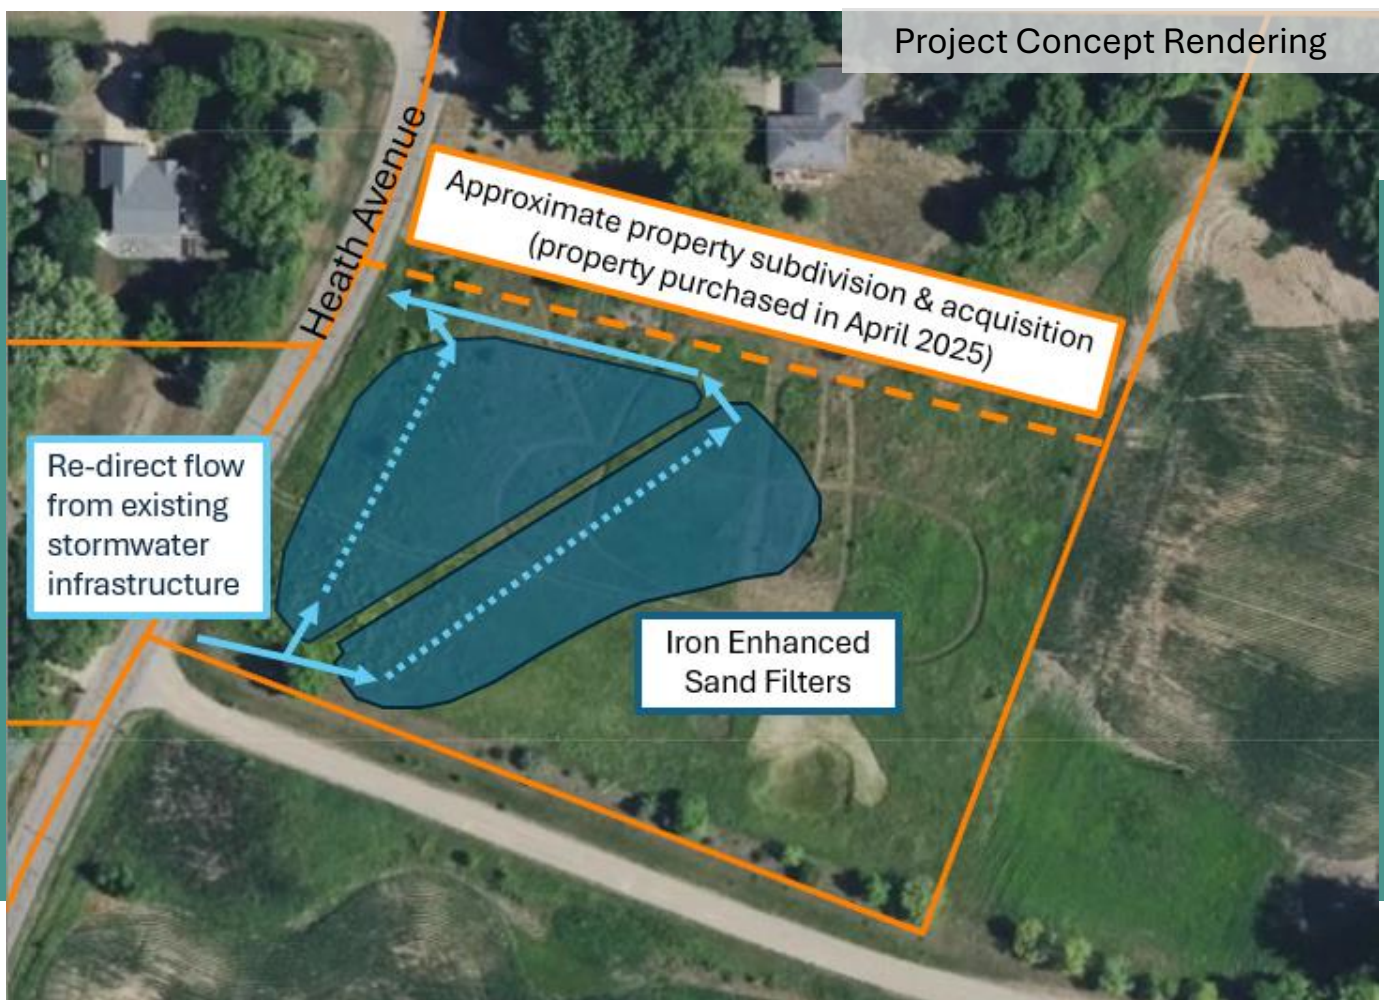 Project Concept Rendering
Heath Avenue
Approximate property subdivision & acquisition
(property purchased in April 2025)
Re-direct flow
from existing
stormwater
infrastructure
Iron Enhanced
Sand Filters